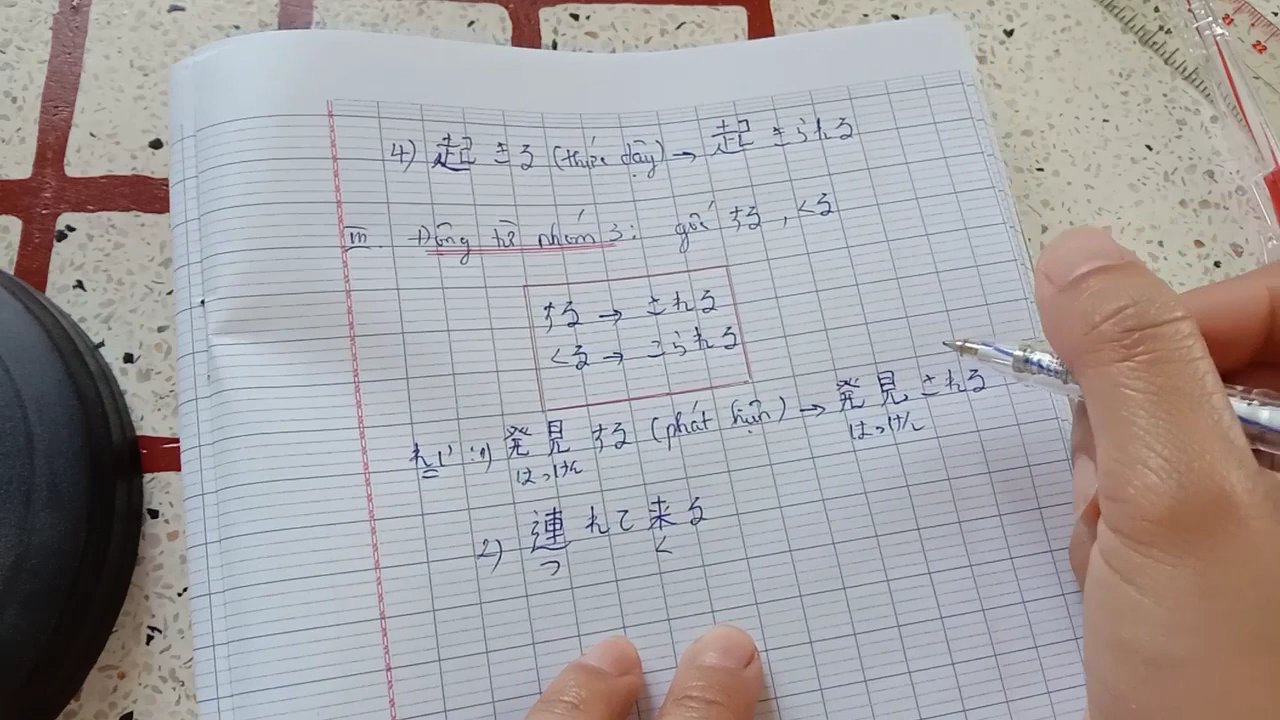 4) 起きる (thức dậy) → 起きられる
III. Động từ nhóm 3: gồm する, くる
する → される
くる → こられる
れい: 1) 発見する (phát hiện) → 発見される
はっけん はっけん
2) 連れて来る
つ く